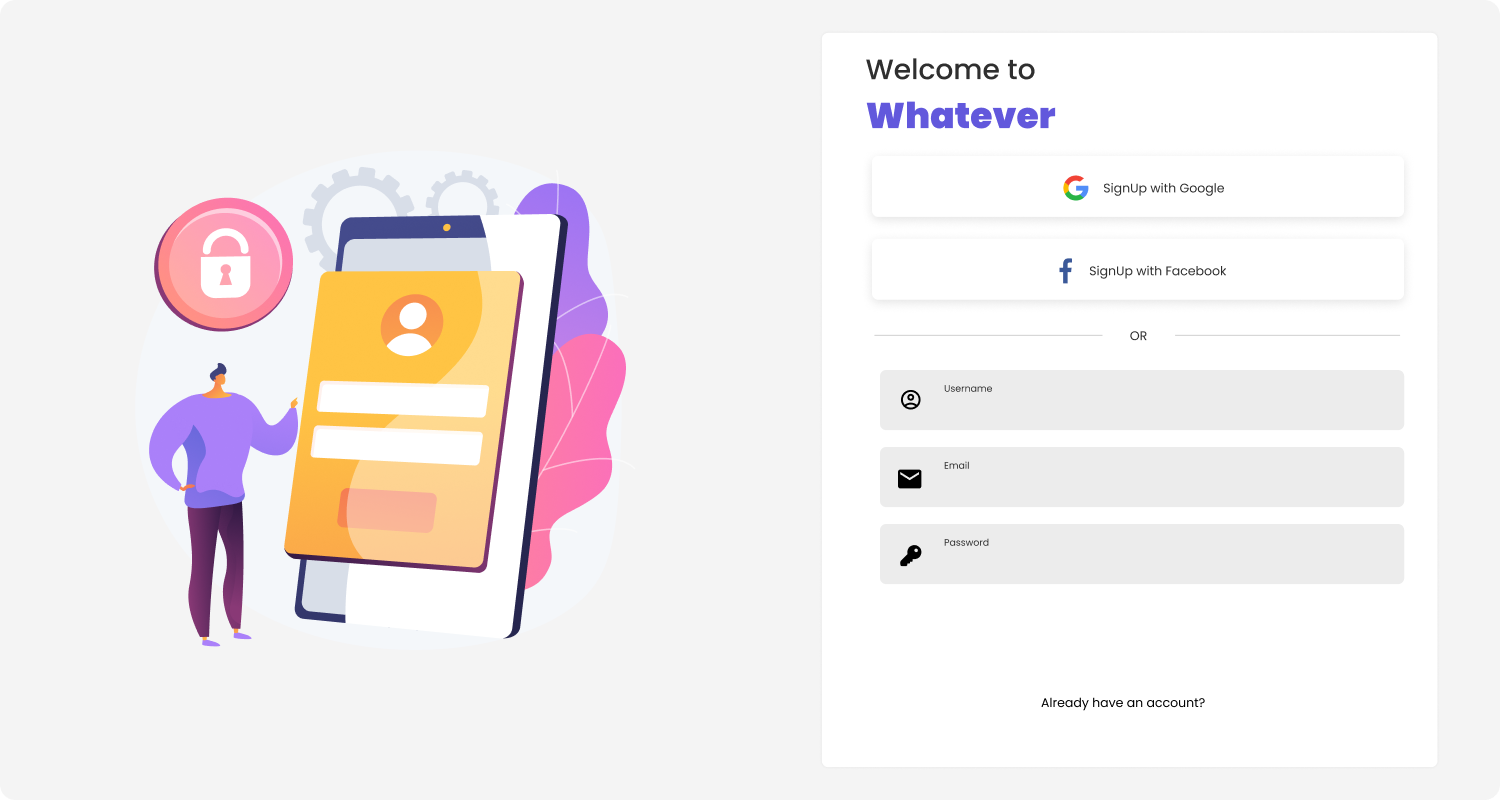 Welcome to
Whatever
SignUp with Google
SignUp with Facebook
OR
Username
Email
Password
Already have an account?